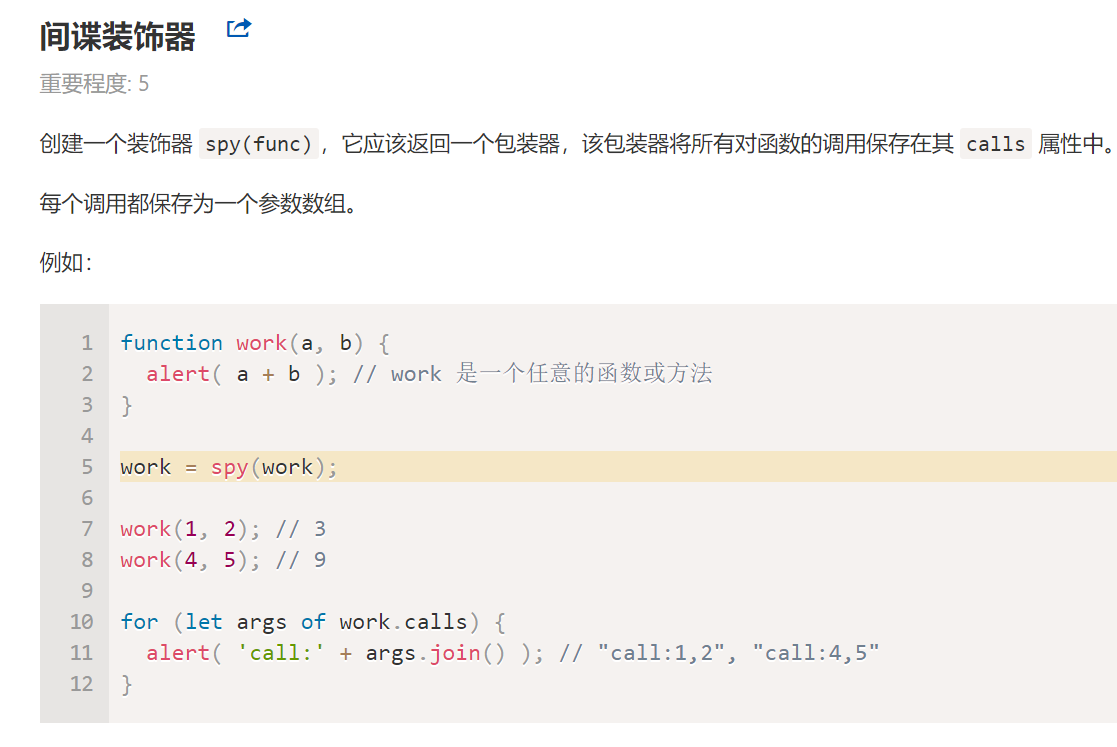 间谍装饰器
重要程度: 5
创建一个装饰器 spy(func)，它应该返回一个包装器，该包装器将所有对函数的调用保存在其 calls 属性中。
每个调用都保存为一个参数数组。
例如：
1 function work(a, b) {
2   alert( a + b ); // work 是一个任意的函数或方法
3 }
4
5 work = spy(work);
6
7 work(1, 2); // 3
8 work(4, 5); // 9
9
10 for (let args of work.calls) {
11   alert( 'call:' + args.join() ); // "call:1,2", "call:4,5"
12 }